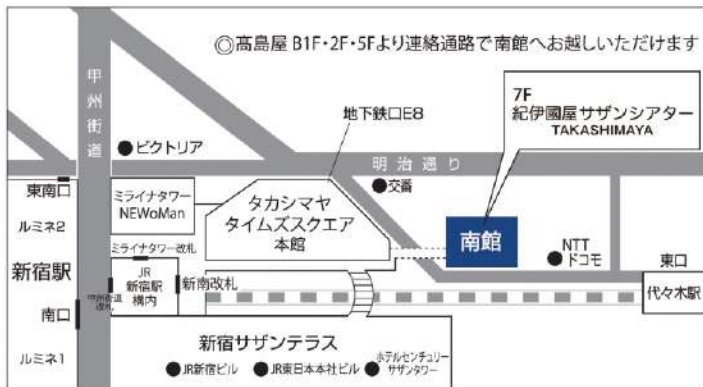 ◎髙島屋 B1F・2F・5Fより連絡通路で南館へお越しいただけます
甲州街道
7F
紀伊國屋サザンシアター
TAKASHIMAYA
地下鉄口E8
ビクトリア
明治通り
東南口
ミライナタワー
NEWoMan
タカシマヤ
タイムズスクエア
本館
交番
ルミネ2
南館
NTT
ドコモ
東口
ミライナタワー改札
新宿駅
JR
新宿駅
構内
新南改札
甲州街道
改札
代々木駅
南口
新宿サザンテラス
ルミネ1
JR新宿ビル
JR東日本本社ビル
ホテルセンチュリー
サザンタワー